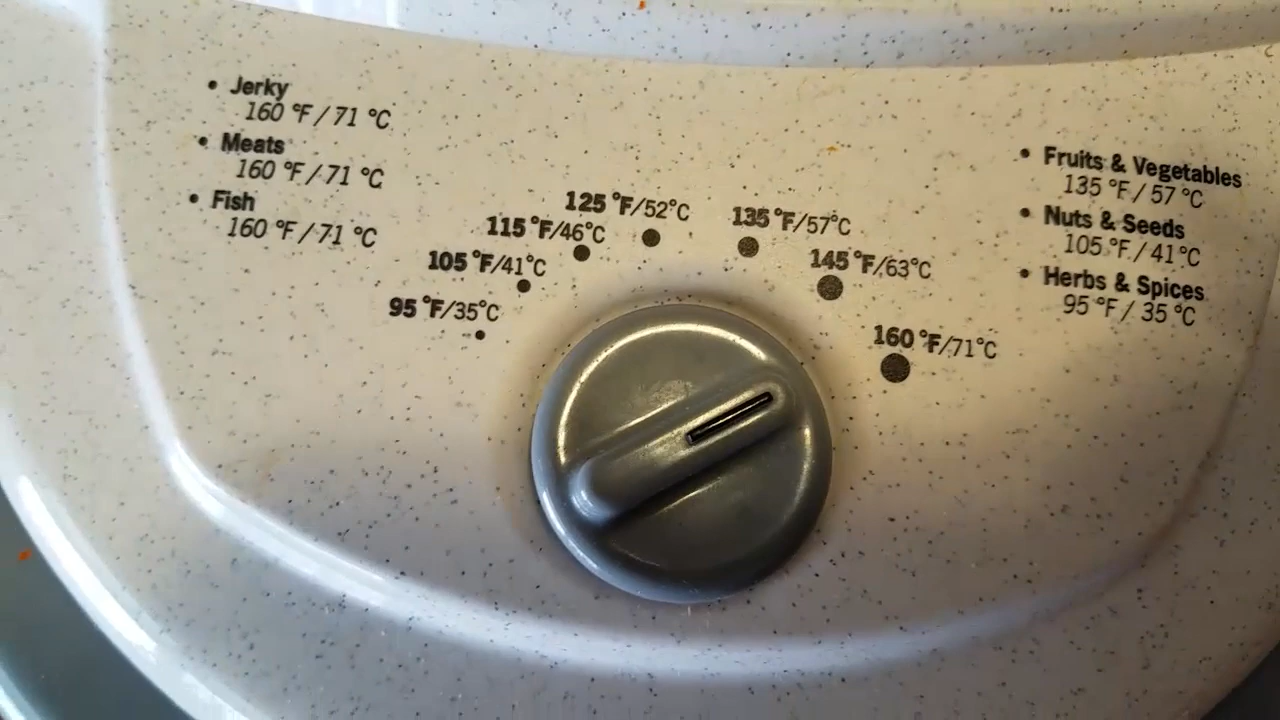 • Jerky
160 °F / 71 °C
• Meats
160 °F / 71 °C
• Fish
160 °F / 71 °C
95 °F/35°C
105 °F/41°C
115 °F/46°C
125 °F/52°C
135 °F/57°C
145 °F/63°C
160 °F/71°C
• Fruits & Vegetables
135 °F / 57 °C
• Nuts & Seeds
105 °F / 41°C
• Herbs & Spices
95 °F / 35 °C